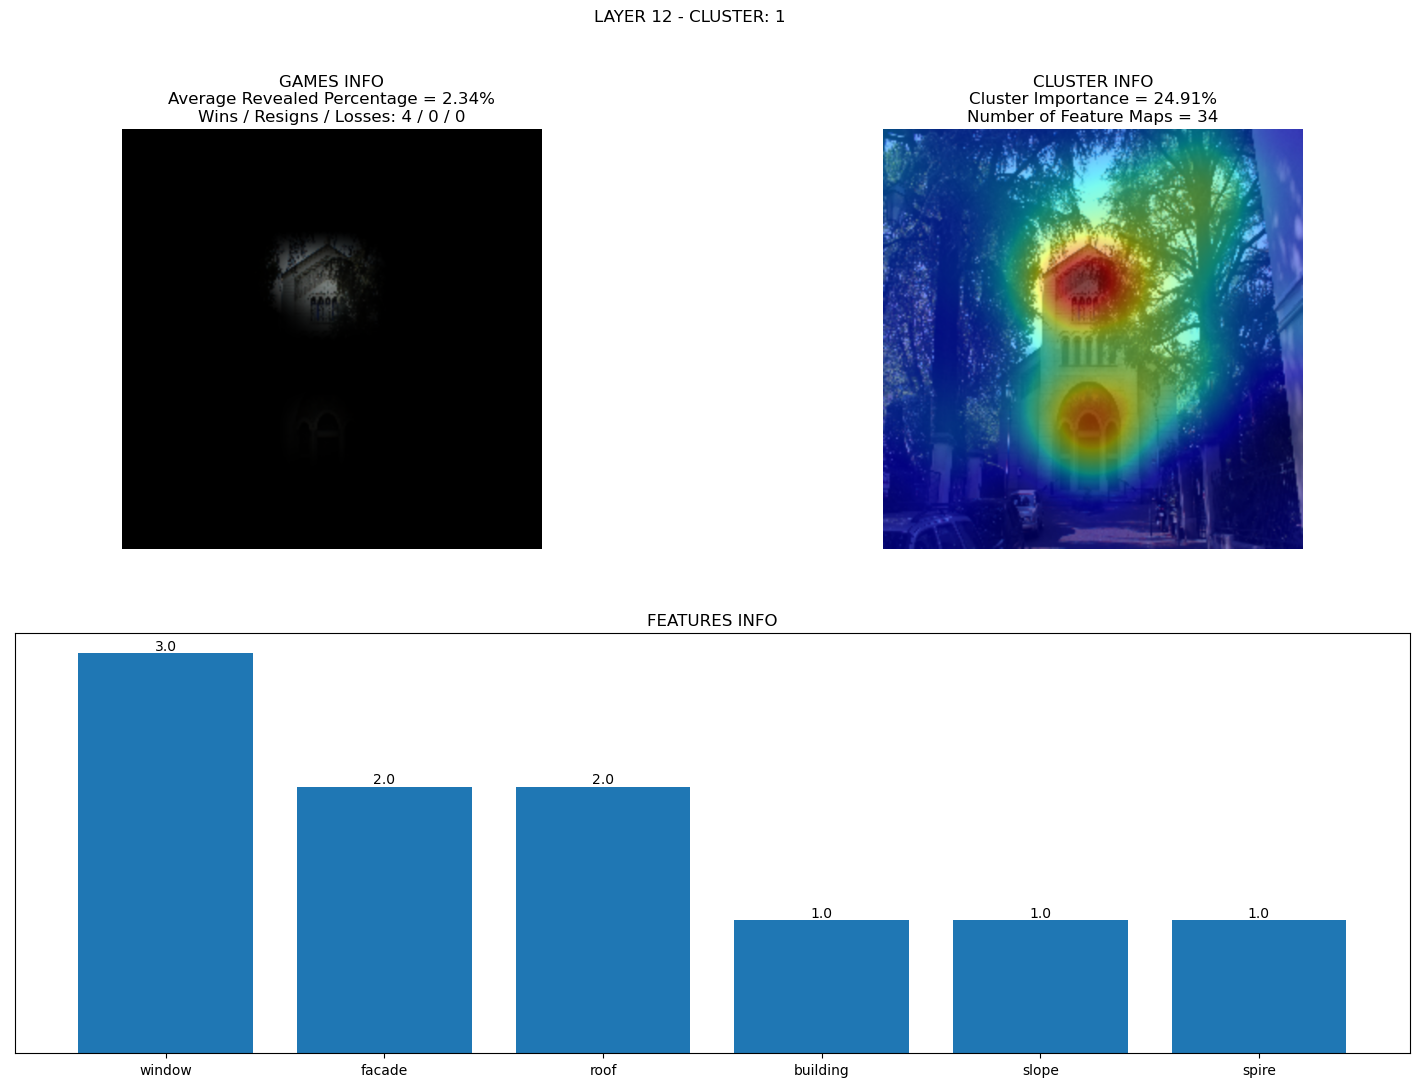 LAYER 12 - CLUSTER: 1
GAMES INFO
Average Revealed Percentage = 2.34%
Wins / Resigns / Losses: 4 / 0 / 0
CLUSTER INFO
Cluster Importance = 24.91%
Number of Feature Maps = 34
FEATURES INFO
3.0
2.0
2.0
1.0
1.0
1.0
window
facade
roof
building
slope
spire